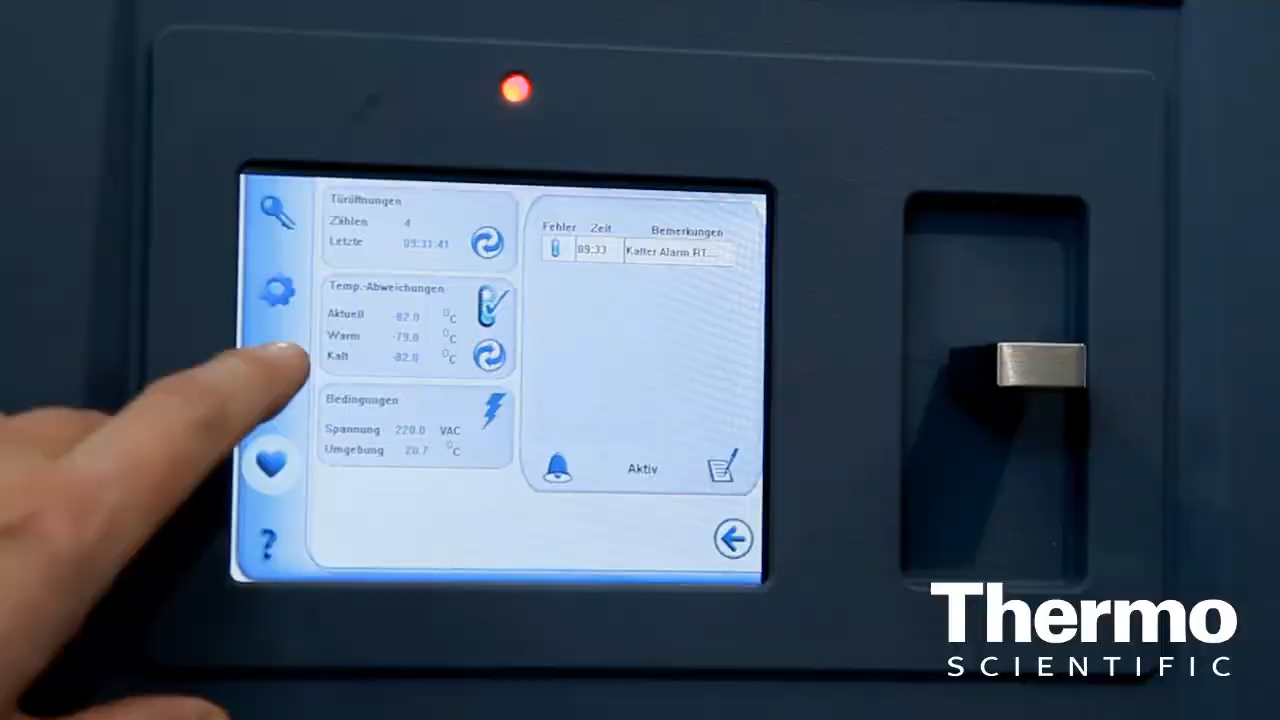 Türöffnungen
Zählen 4
Letzte 09:31:41
Temp.-Abweichungen
Aktuell -82.0 °C
Warm -79.0 °C
Kalt -82.0 °C
Bedingungen
Spannung 220.0 VAC
Umgebung 20.7 °C
Fehler Zeit Bemerkungen
09:33 Kalter Alarm RT...
Aktiv
?
Thermo
SCIENTIFIC